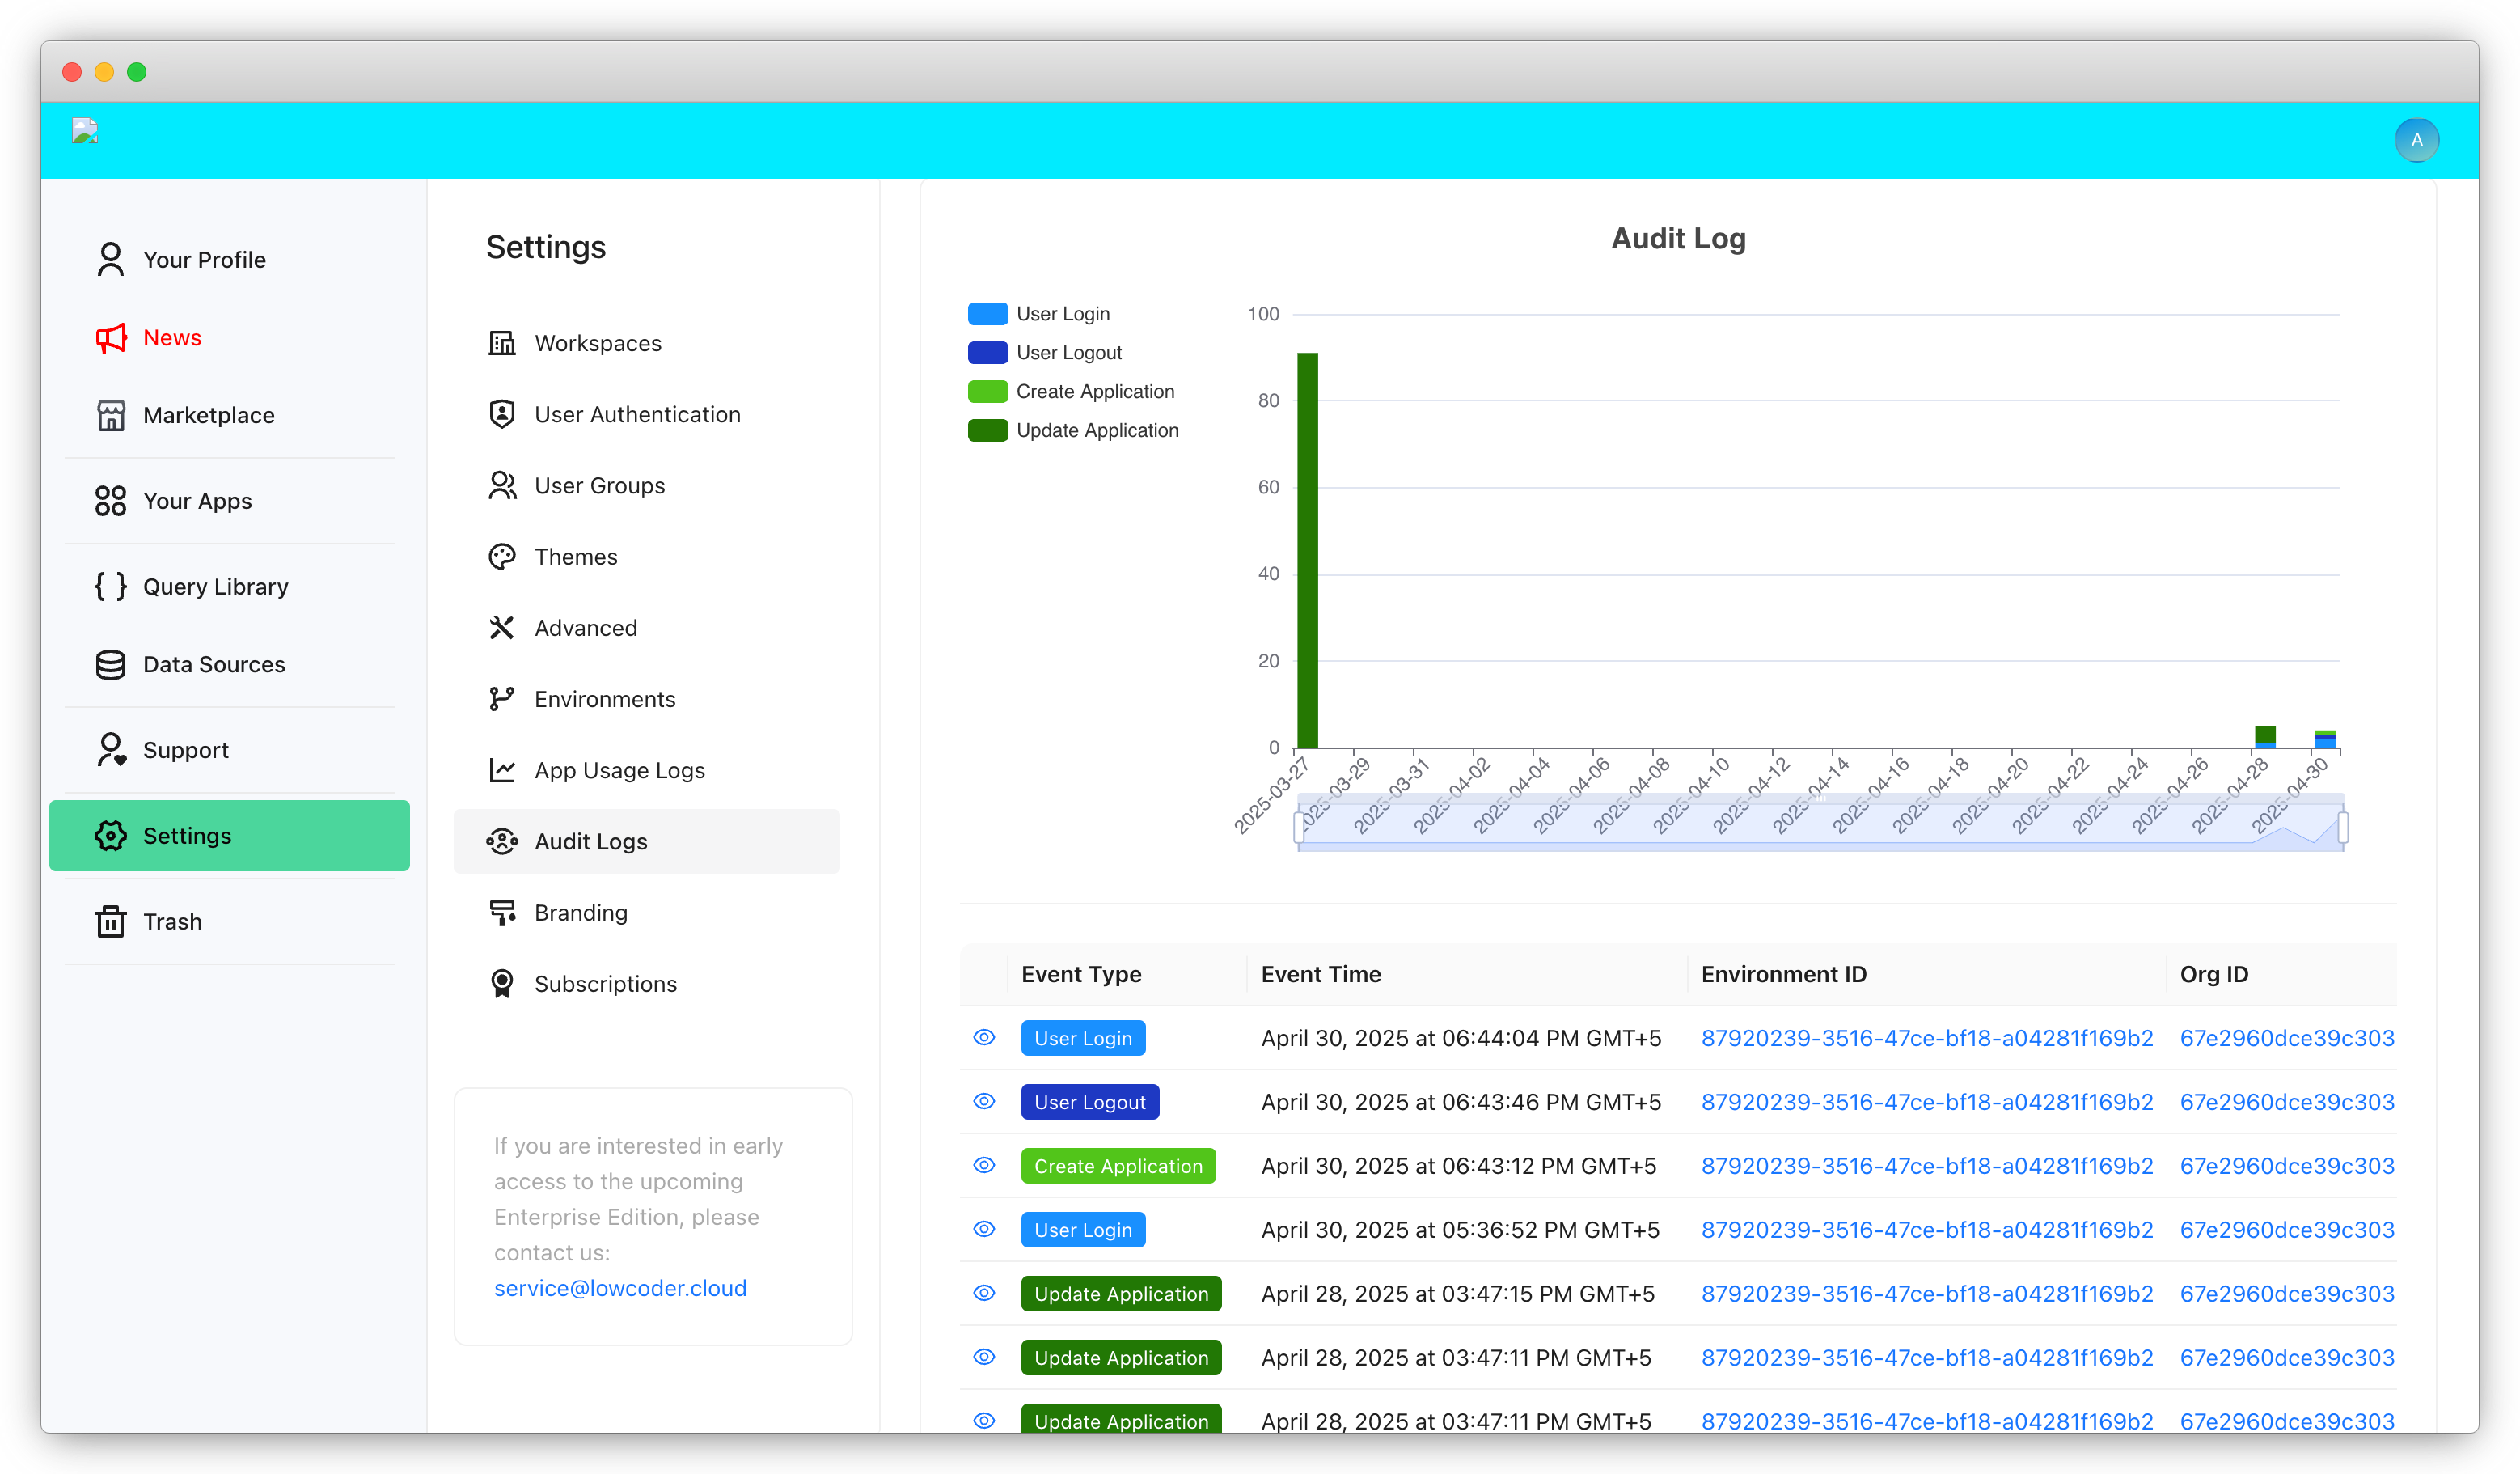 A
Your Profile
News
Marketplace
Your Apps
Query Library
Data Sources
Support
Settings
Trash
Settings
Workspaces
User Authentication
User Groups
Themes
Advanced
Environments
App Usage Logs
Audit Logs
Branding
Subscriptions
If you are interested in early
access to the upcoming
Enterprise Edition, please
contact us:
service@lowcoder.cloud
Audit Log
User Login
User Logout
Create Application
Update Application
100
80
60
40
20
0
2025-03-27
2025-03-29
2025-03-31
2025-04-02
2025-04-04
2025-04-06
2025-04-08
2025-04-10
2025-04-12
2025-04-14
2025-04-16
2025-04-18
2025-04-20
2025-04-22
2025-04-24
2025-04-26
2025-04-28
2025-04-30
Event Type Event Time Environment ID Org ID
User Login April 30, 2025 at 06:44:04 PM GMT+5 87920239-3516-47ce-bf18-a04281f169b2 67e2960dce39c303
User Logout April 30, 2025 at 06:43:46 PM GMT+5 87920239-3516-47ce-bf18-a04281f169b2 67e2960dce39c303
Create Application April 30, 2025 at 06:43:12 PM GMT+5 87920239-3516-47ce-bf18-a04281f169b2 67e2960dce39c303
User Login April 30, 2025 at 05:36:52 PM GMT+5 87920239-3516-47ce-bf18-a04281f169b2 67e2960dce39c303
Update Application April 28, 2025 at 03:47:15 PM GMT+5 87920239-3516-47ce-bf18-a04281f169b2 67e2960dce39c303
Update Application April 28, 2025 at 03:47:11 PM GMT+5 87920239-3516-47ce-bf18-a04281f169b2 67e2960dce39c303
Update Application April 28, 2025 at 03:47:11 PM GMT+5 87920239-3516-47ce-bf18-a04281f169b2 67e2960dce39c303